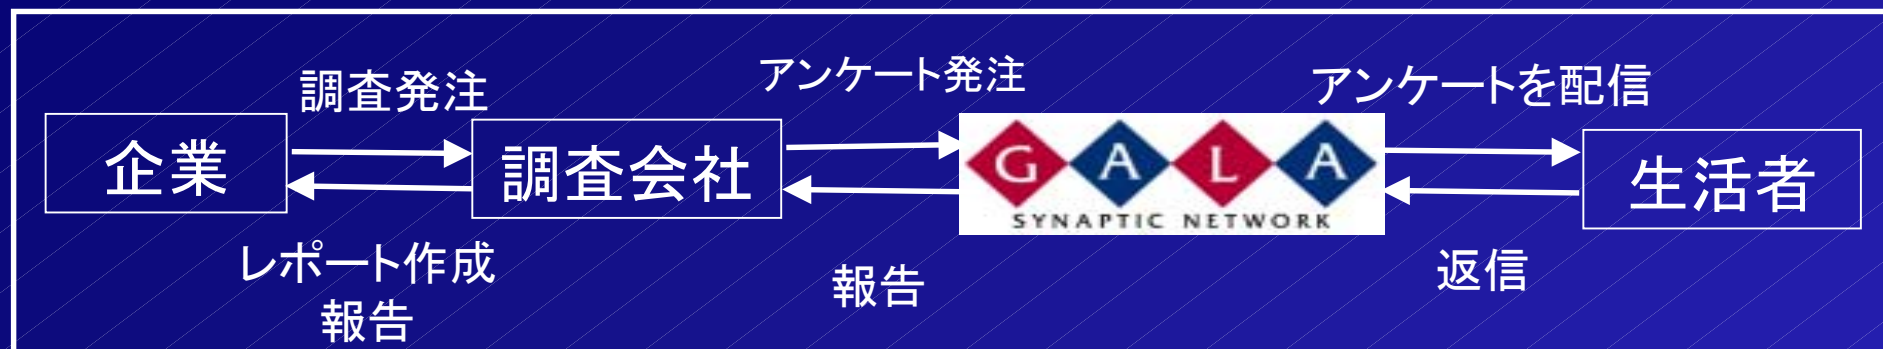 調査発注
アンケート発注
アンケートを配信
企業
調査会社
GALA
SYNAPTIC NETWORK
生活者
レポート作成
報告
報告
返信